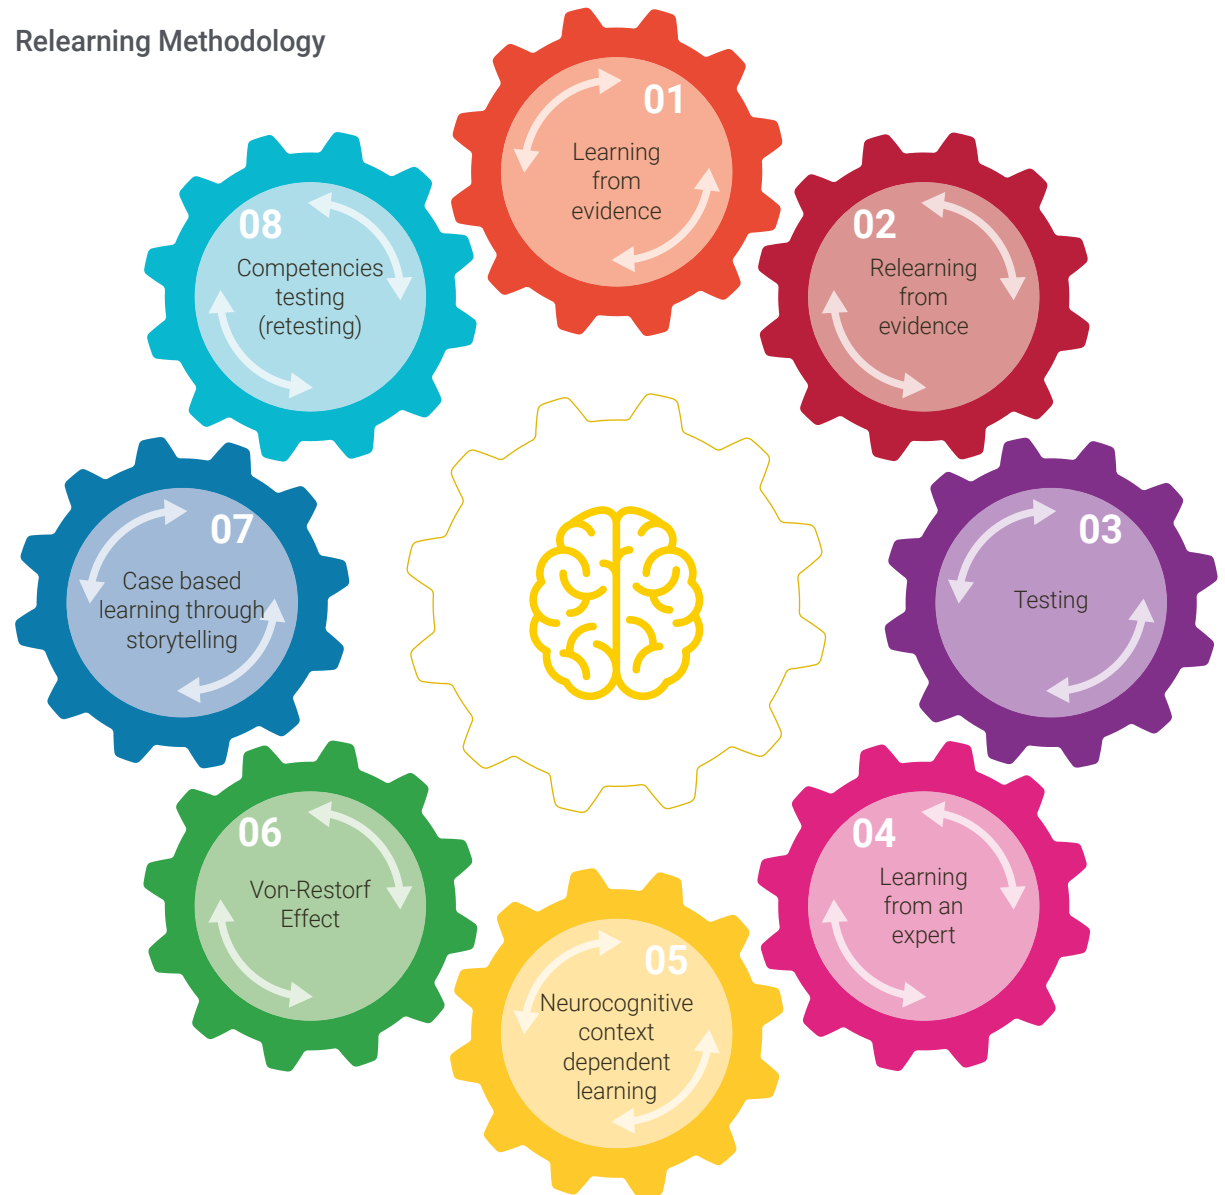 Relearning Methodology
01
Learning
from
evidence
02
Relearning
from
evidence
03
Testing
04
Learning
from an
expert
05
Neurocognitive
context
dependent
learning
06
Von-Restorf
Effect
07
Case based
learning through
storytelling
08
Competencies
testing
(retesting)